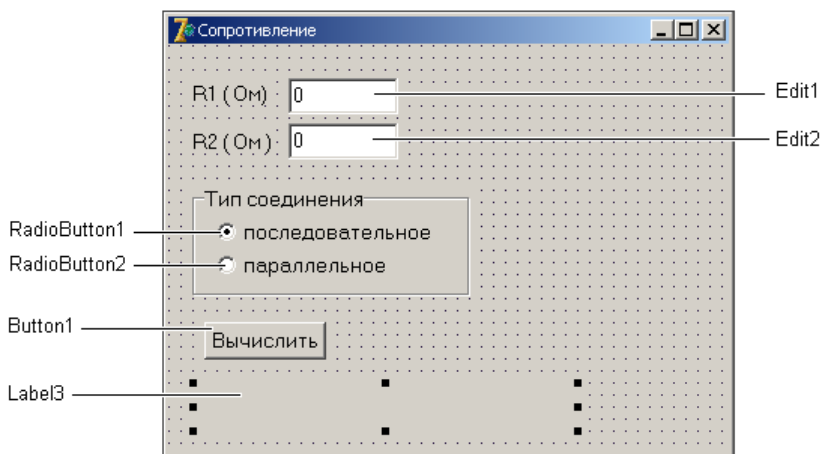 Сопротивление
R1 ( Ом) 0 Edit1
R2 ( Ом ) 0 Edit2
Тип соединения
RadioButton1 последовательное
RadioButton2 параллельное
Button1 Вычислить
Label3